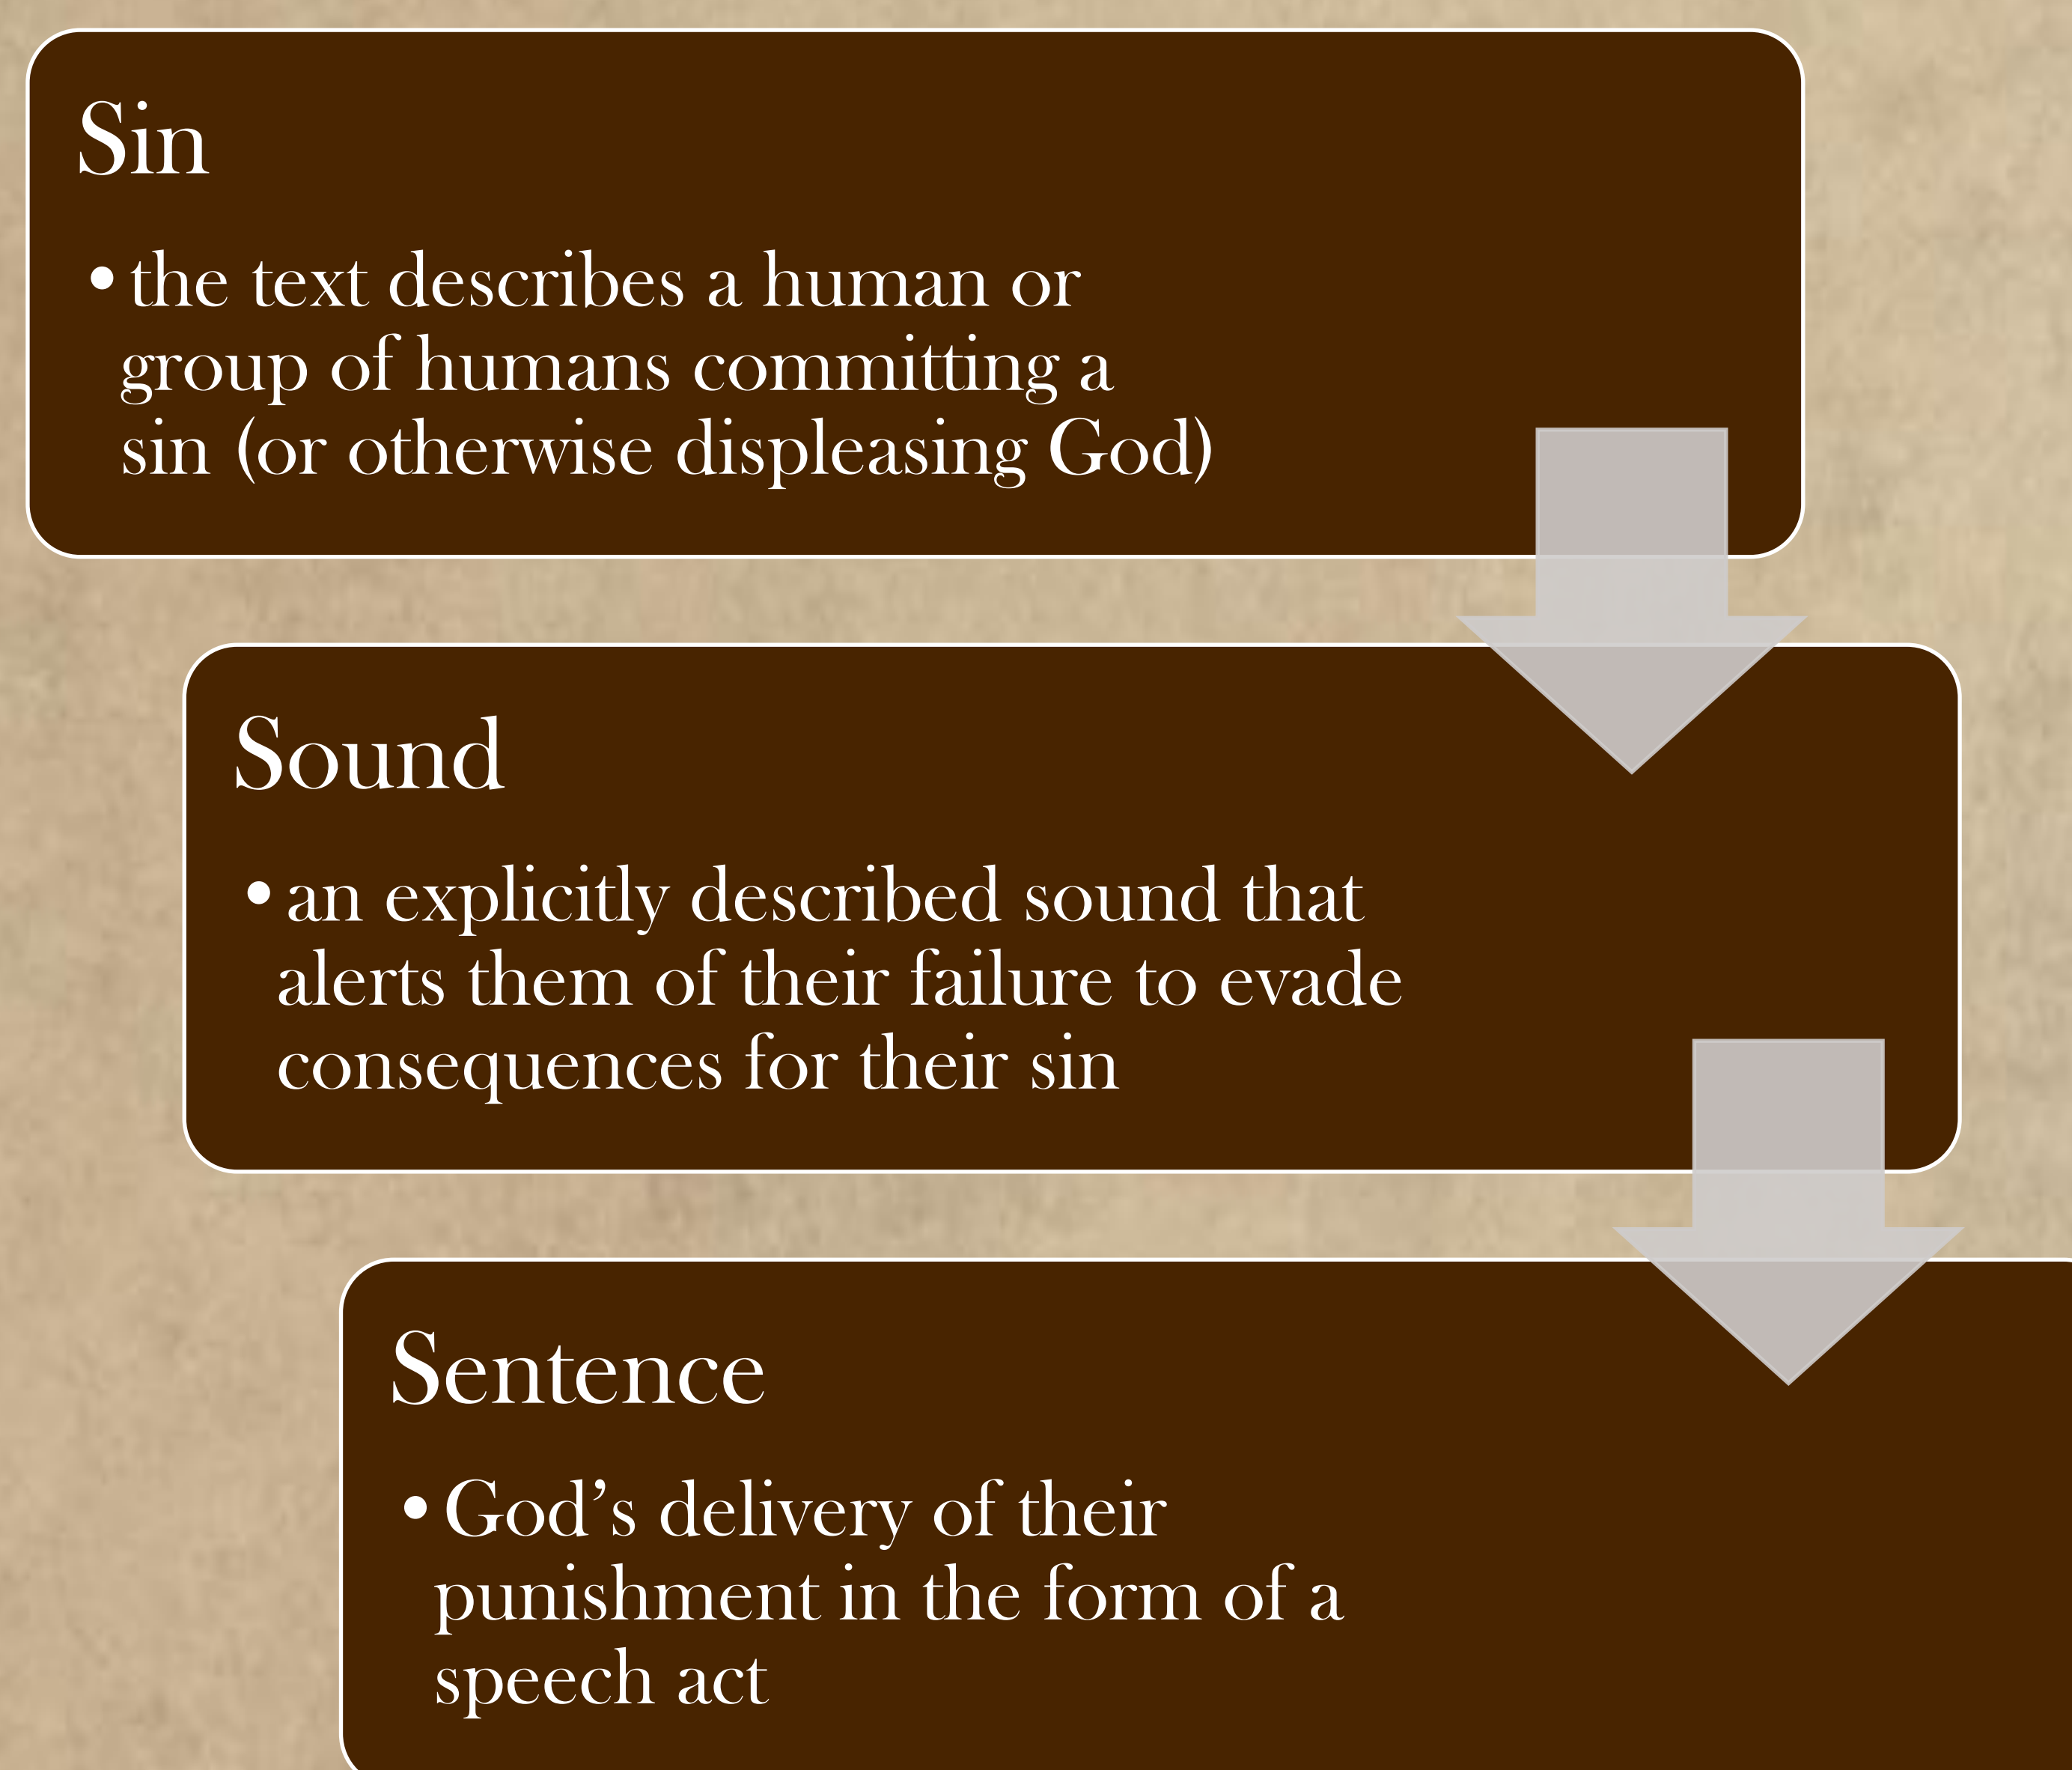 Sin
• the text describes a human or
group of humans committing a
sin (or otherwise displeasing God)
Sound
• an explicitly described sound that
alerts them of their failure to evade
consequences for their sin
Sentence
• God’s delivery of their
punishment in the form of a
speech act